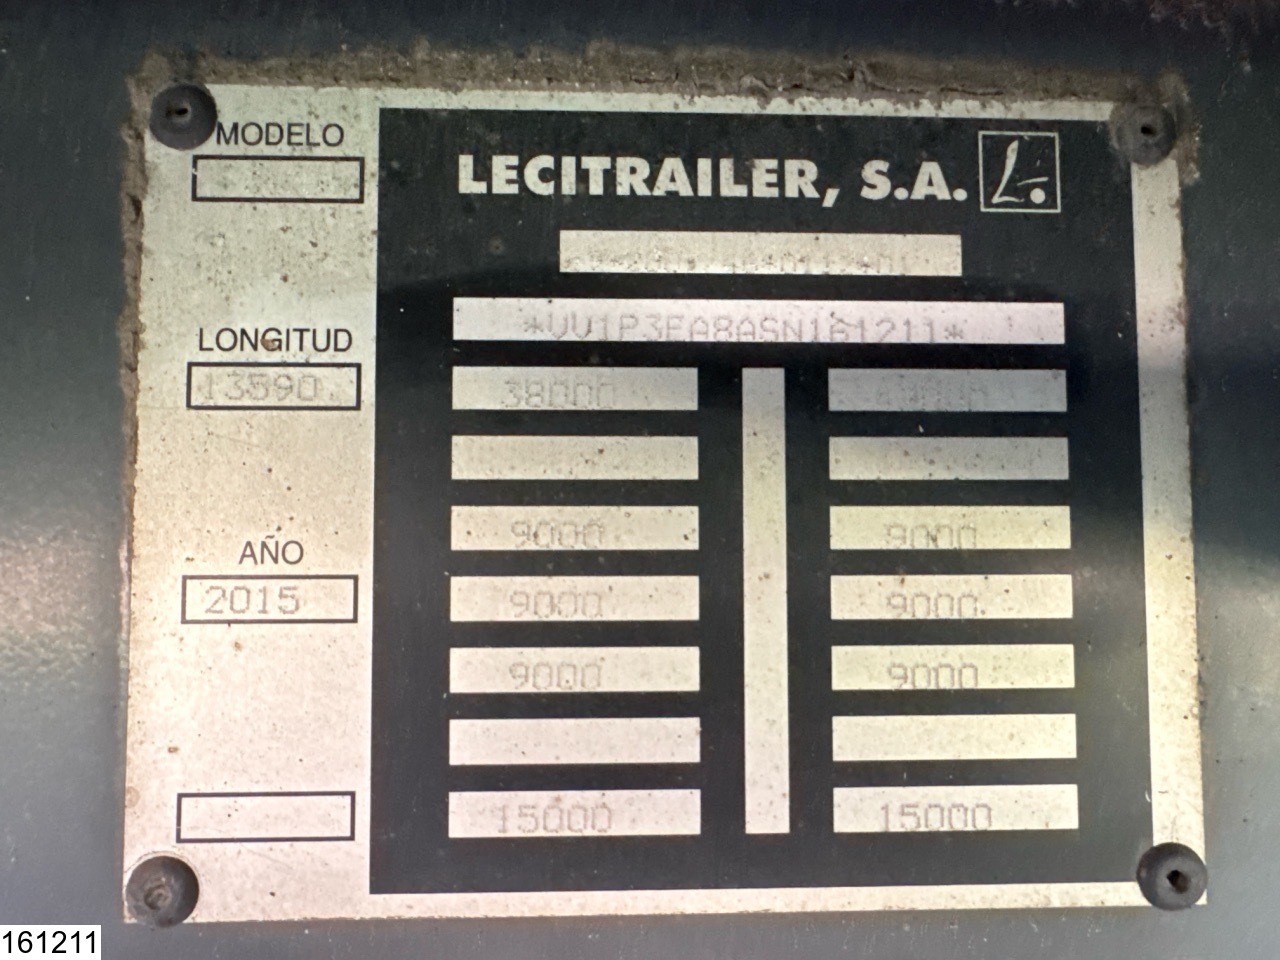 MODELO
LECITRAILER, S.A. L.
*VV1P3EA8ASN161211*
LONGITUD
13590
38000
9000 9000
AÑO
2015
9000 9000
9000 9000
15000 15000
161211